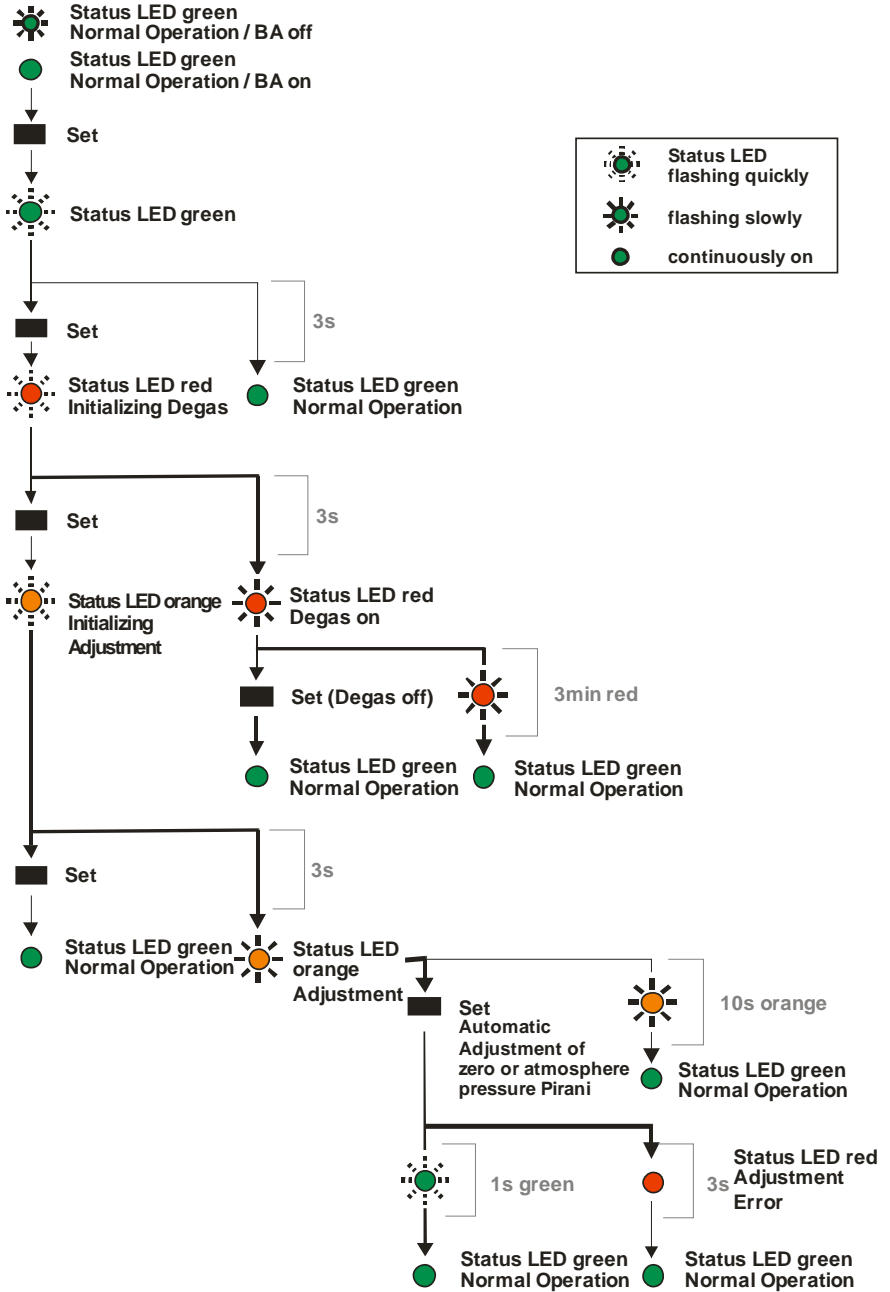 Status LED green
Normal Operation / BA off
Status LED green
Normal Operation / BA on
Set
Status LED
flashing quickly
flashing slowly
continuously on
Status LED green
3s
Set
Status LED red
Initializing Degas
Status LED green
Normal Operation
3s
Set
Status LED orange
Initializing
Adjustment
Status LED red
Degas on
Set (Degas off)
3min red
Status LED green
Normal Operation
Status LED green
Normal Operation
3s
Set
Status LED green
Normal Operation
Status LED
orange
Adjustment
Set
Automatic
Adjustment of
zero or atmosphere
pressure Pirani
10s orange
Status LED green
Normal Operation
1s green
3s
Status LED red
Adjustment
Error
Status LED green
Normal Operation
Status LED green
Normal Operation